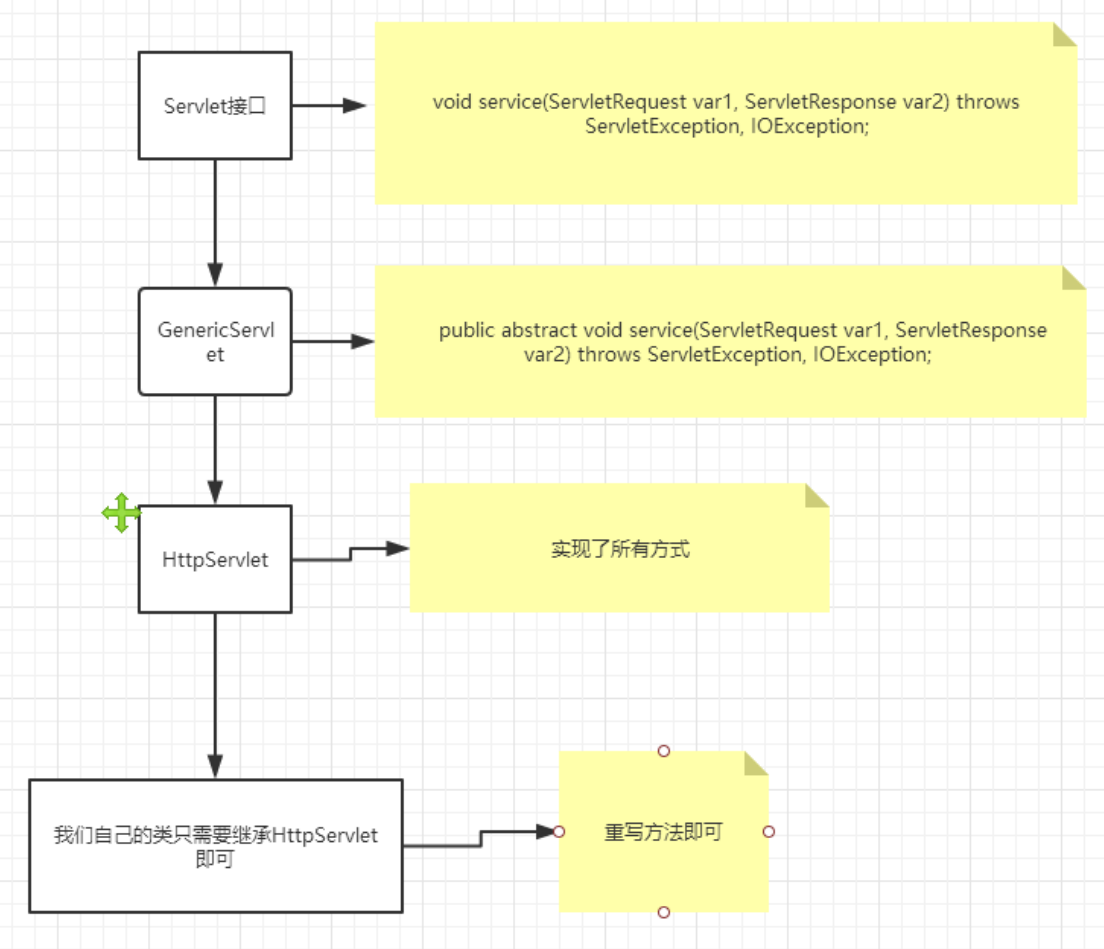 Servlet接口
void service(ServletRequest var1, ServletResponse var2) throws
ServletException, IOException;
GenericServl
et
public abstract void service(ServletRequest var1, ServletResponse
var2) throws ServletException, IOException;
HttpServlet
实现了所有方式
我们自己的类只需要继承HttpServlet
即可
重写方法即可